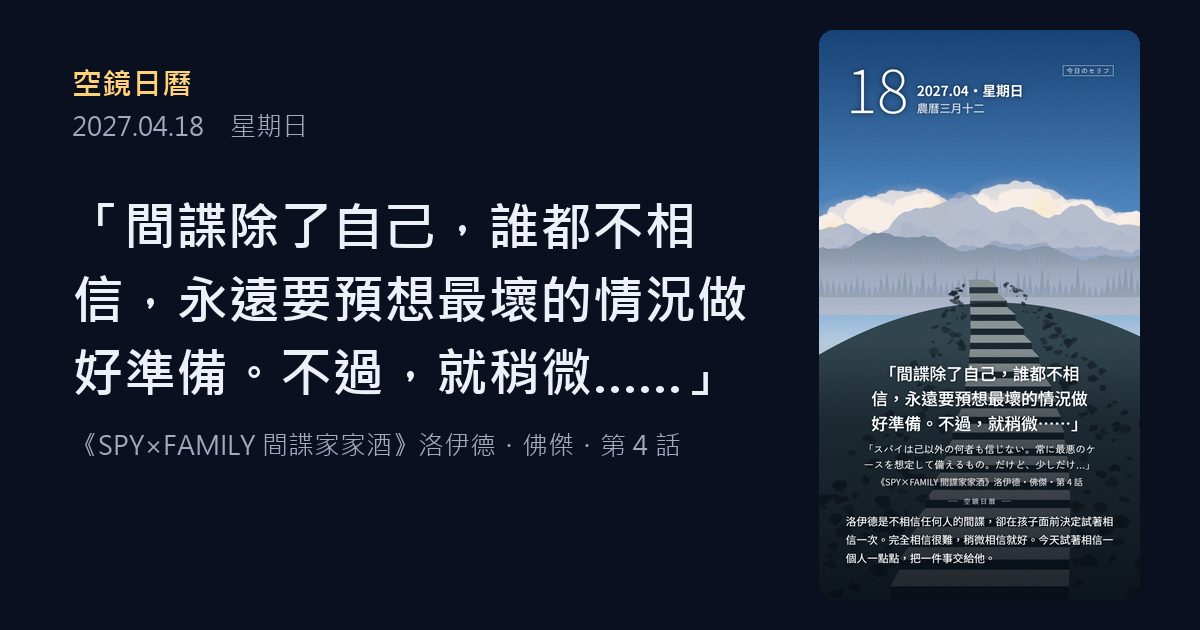 空鏡日曆
2027.04.18 星期日
「間諜除了自己，誰都不相
信，永遠要預想最壞的情況做
好準備。不過，就稍微……」
《SPY×FAMILY 間諜家家酒》洛伊德．佛傑．第 4 話
今日のセリフ
18
2027.04・星期日
農曆三月十二
「間諜除了自己，誰都不相
信，永遠要預想最壞的情況做
好準備。不過，就稍微……」
「スパイは己以外の何者も信じない。常に最悪のケ
ースを想定して備えるもの。だけど、少しだけ…」
《SPY×FAMILY 間諜家家酒》洛伊德・佛傑・第 4 話
— 空鏡日曆 —
洛伊德是不相信任何人的間諜，卻在孩子面前決定試著相
信一次。完全相信很難，稍微相信就好。今天試著相信一
個人一點點，把一件事交給他。